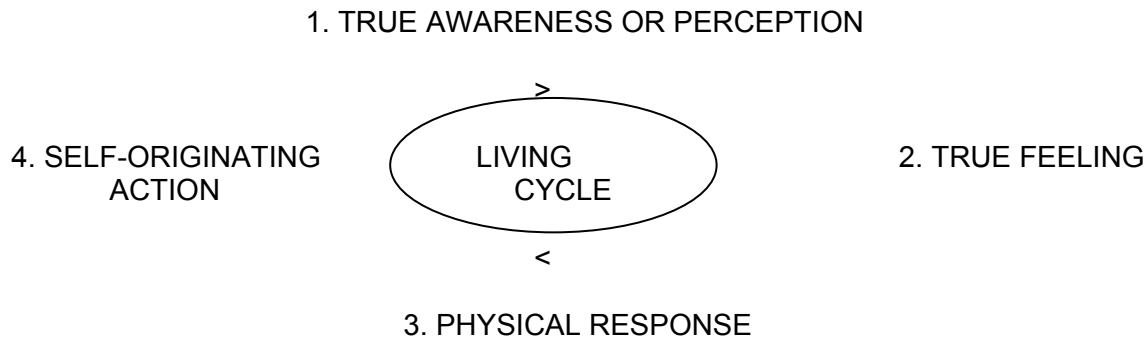 1. TRUE AWARENESS OR PERCEPTION
>
4. SELF-ORIGINATING
ACTION
LIVING
CYCLE
2. TRUE FEELING
<
3. PHYSICAL RESPONSE